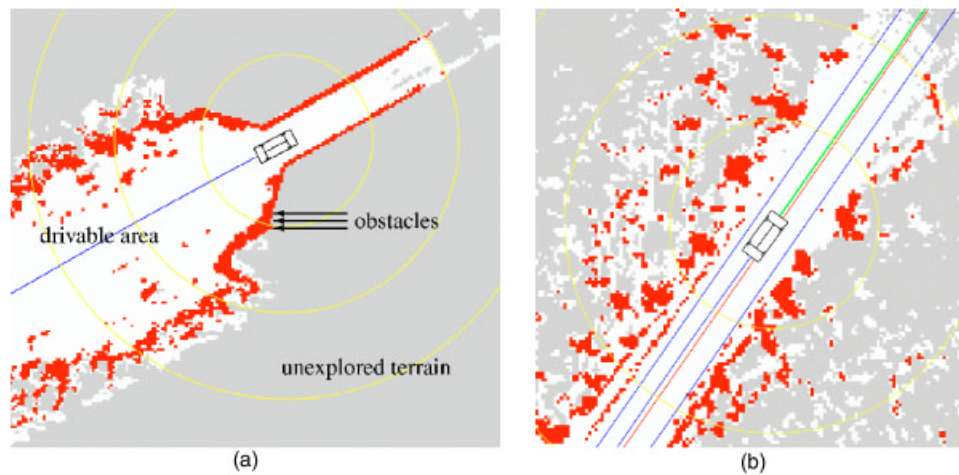 obstacles
drivable area
unexplored terrain
(a)
(b)